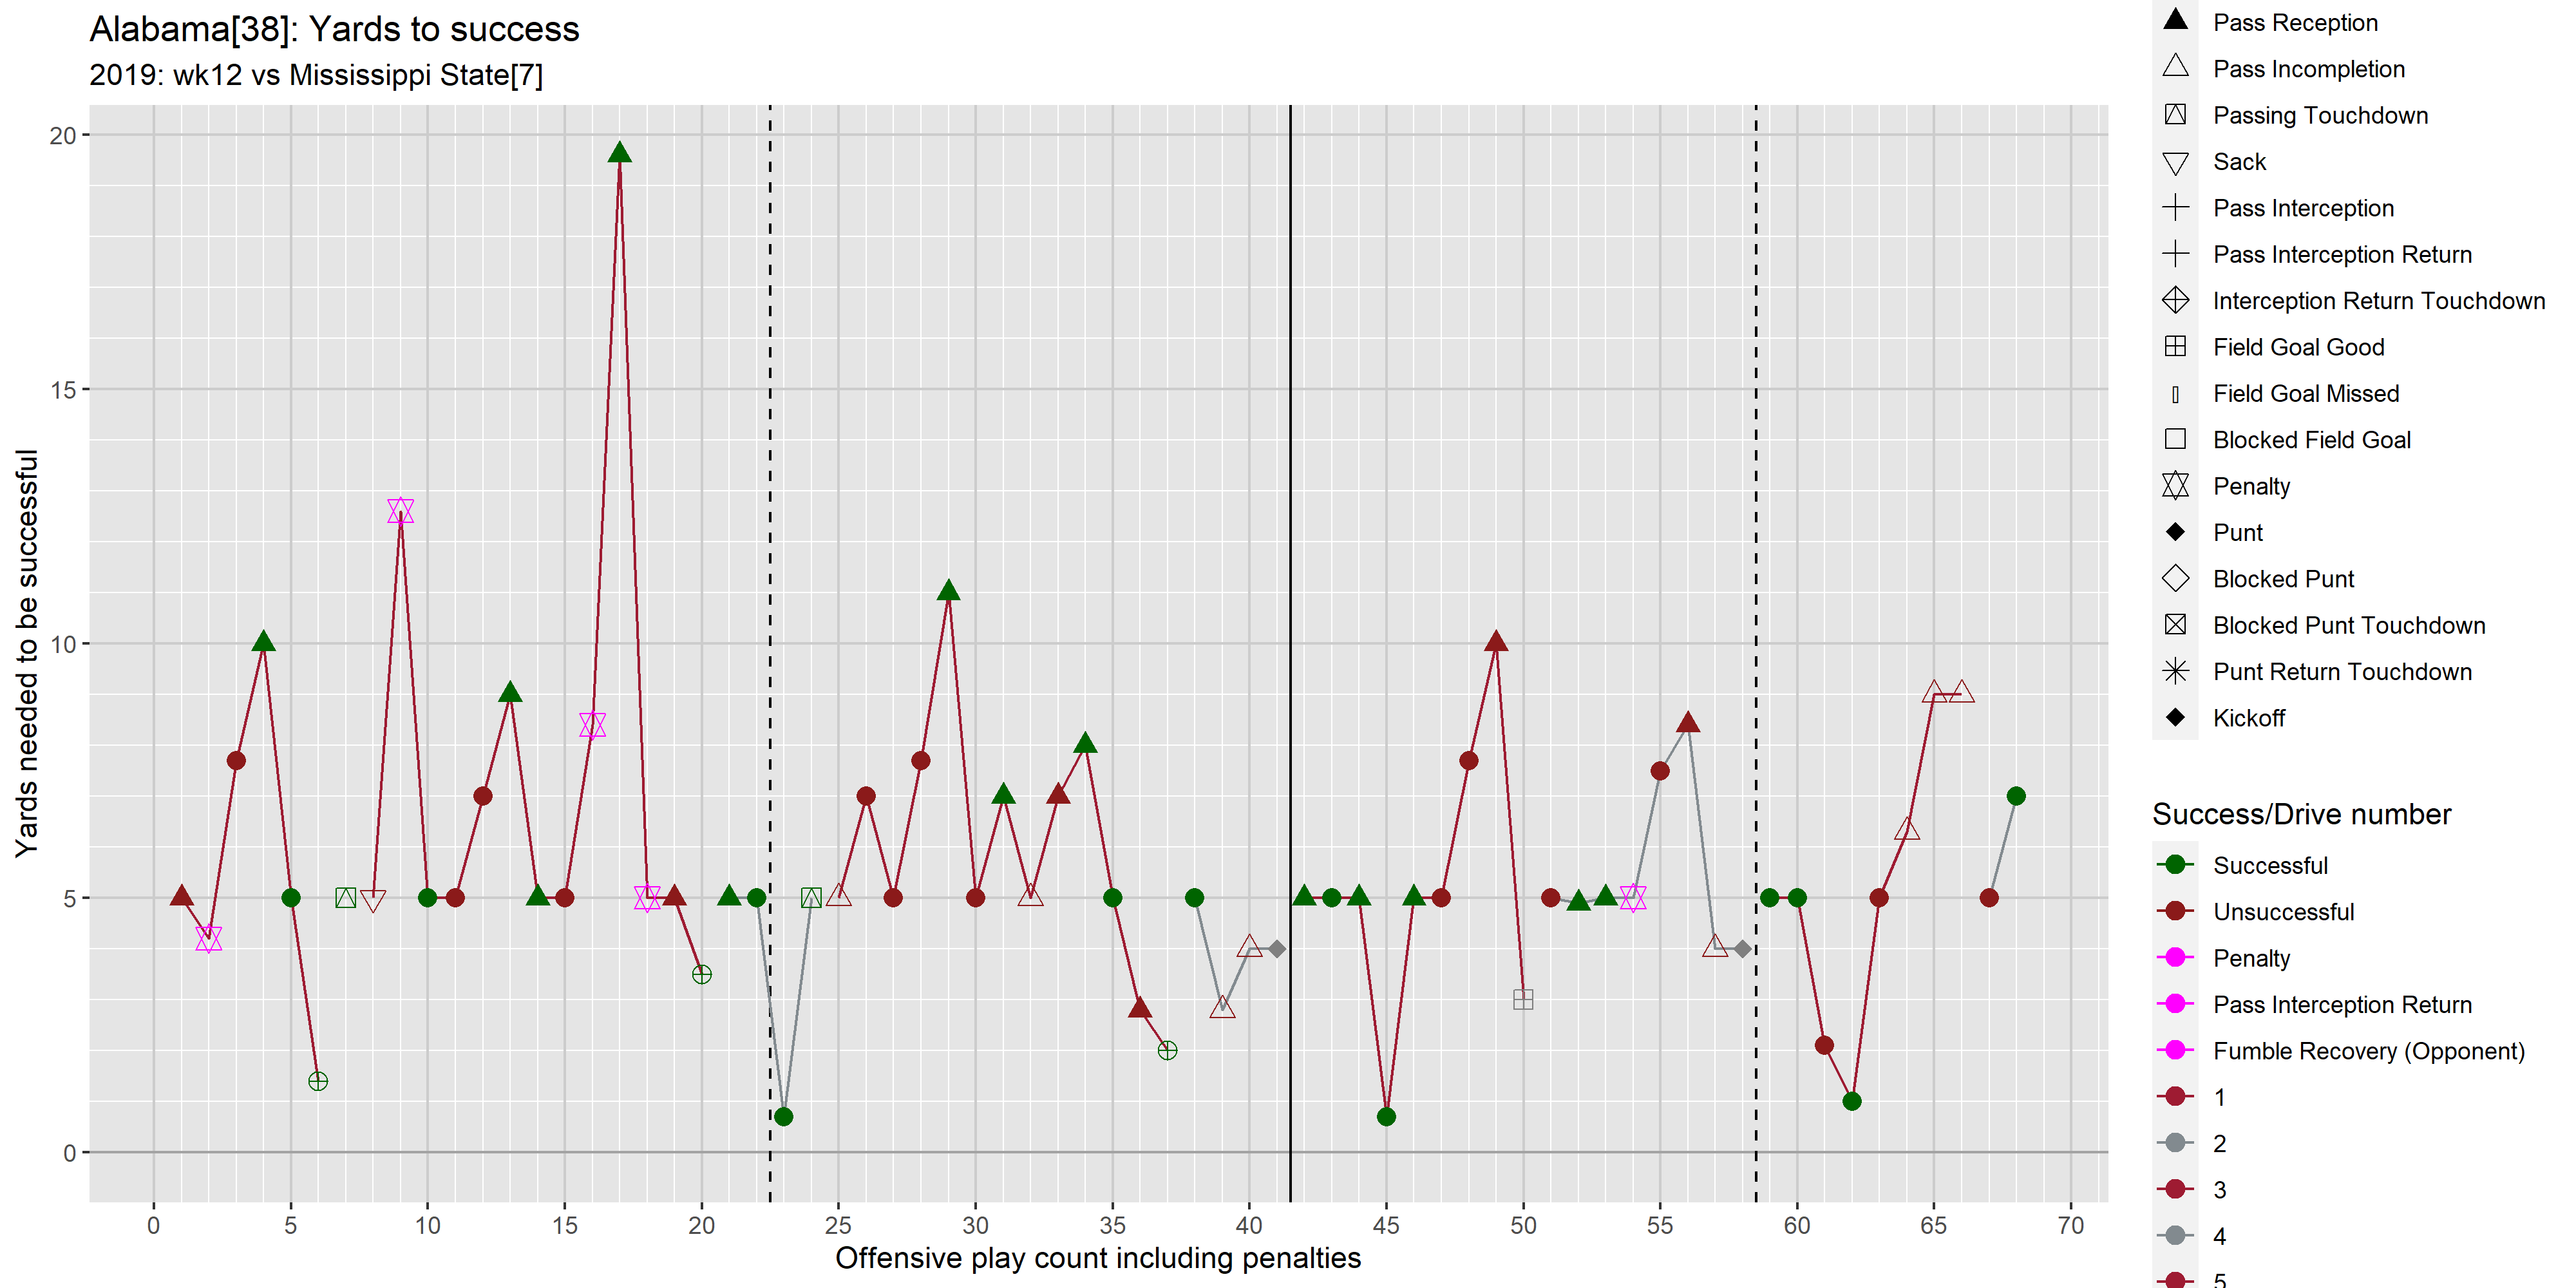 Alabama[38]: Yards to success
2019: wk12 vs Mississippi State[7]
Yards needed to be successful
20
15
10
5
0
0 5 10 15 20 25 30 35 40 45 50 55 60 65 70
Offensive play count including penalties
Pass Reception
Pass Incompletion
Passing Touchdown
Sack
Pass Interception
Pass Interception Return
Interception Return Touchdown
Field Goal Good
Field Goal Missed
Blocked Field Goal
Penalty
Punt
Blocked Punt
Blocked Punt Touchdown
Punt Return Touchdown
Kickoff
Success/Drive number
Successful
Unsuccessful
Penalty
Pass Interception Return
Fumble Recovery (Opponent)
1
2
3
4
5